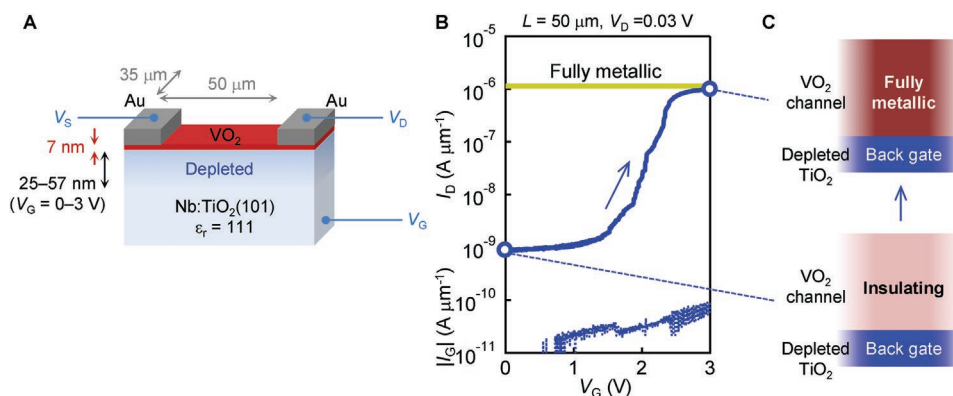 A
35 μm
50 μm
Au
Au
V_S
V_D
VO₂
7 nm
Depleted
25–57 nm
(V_G = 0–3 V)
Nb:TiO₂(101)
ε_r = 111
V_G
B
L = 50 μm, V_D=0.03 V
10⁻⁵
Fully metallic
10⁻⁶
10⁻⁷
10⁻⁸
10⁻⁹
10⁻¹⁰
10⁻¹¹
I_D (A μm⁻¹)
|I_G| (A μm⁻¹)
0 1 2 3
V_G (V)
C
VO₂
channel
Fully
metallic
Depleted
TiO₂
Back gate
VO₂
channel
Insulating
Depleted
TiO₂
Back gate